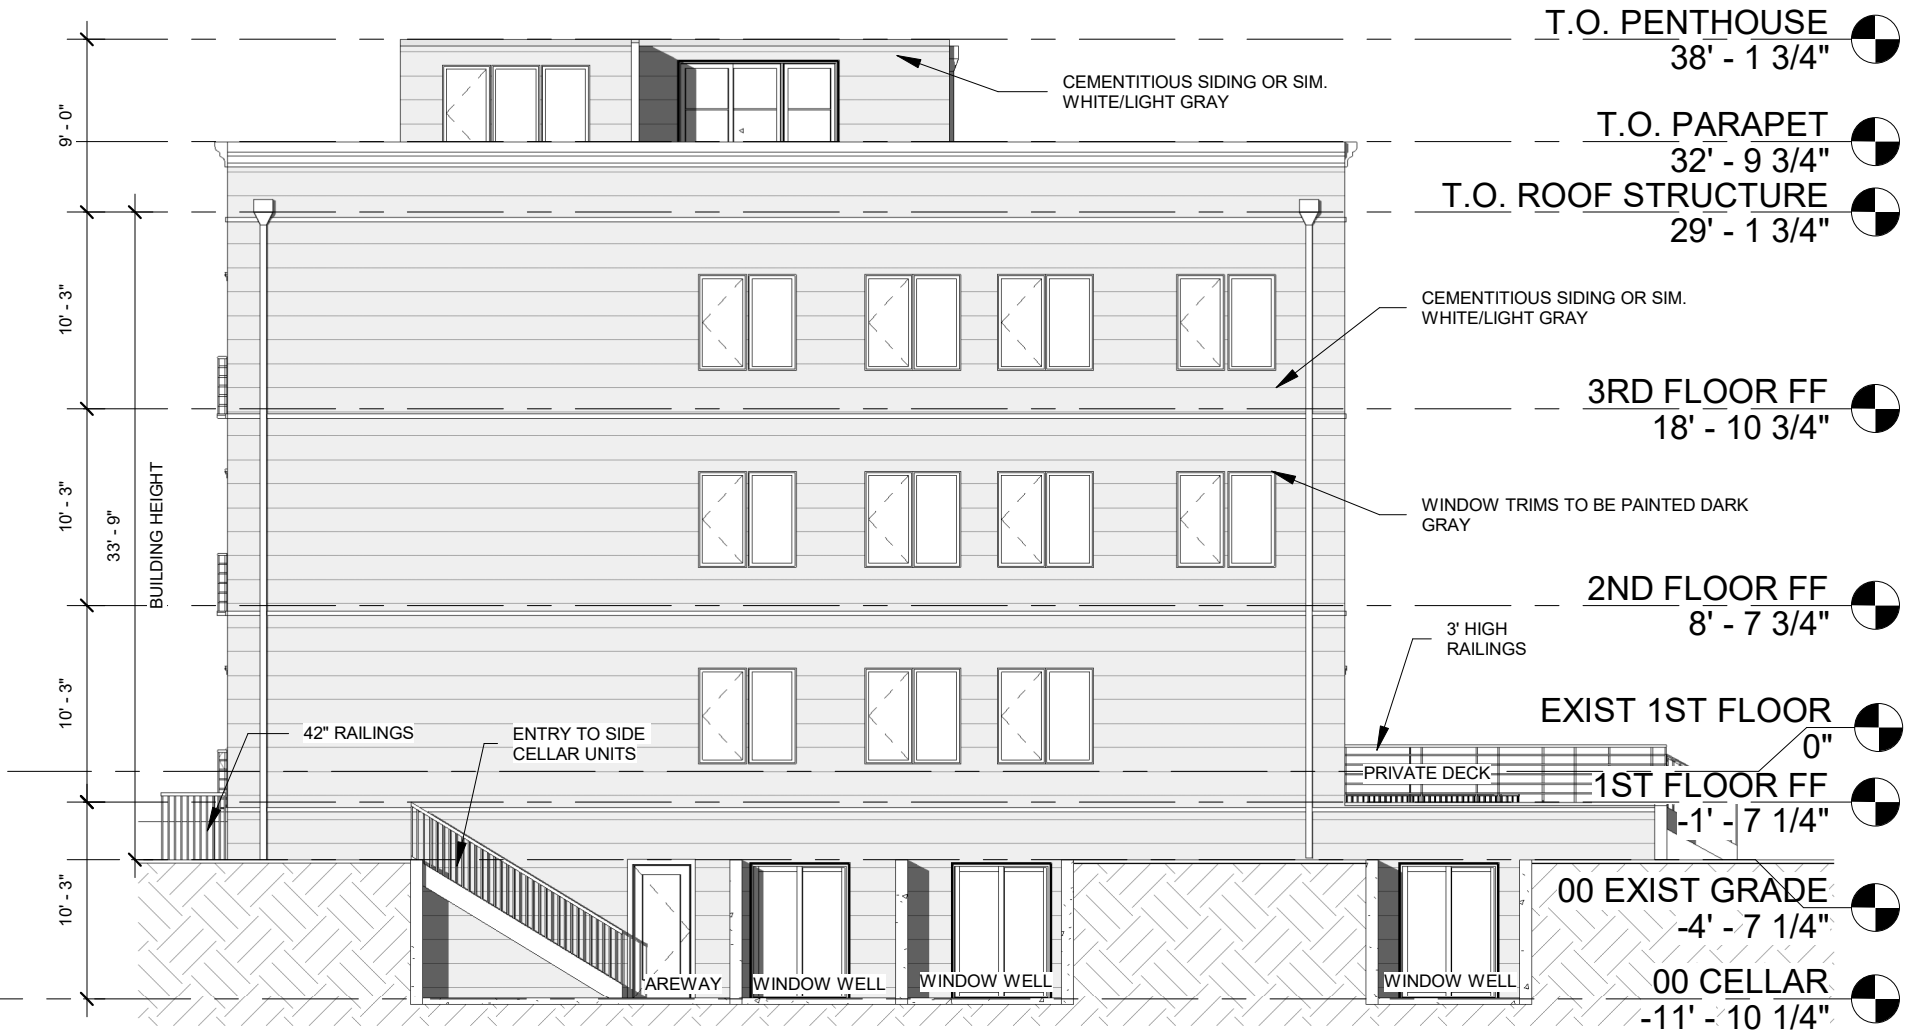 T.O. PENTHOUSE
38' - 1 3/4"
CEMENTITIOUS SIDING OR SIM.
WHITE/LIGHT GRAY
9' - 0"
T.O. PARAPET
32' - 9 3/4"
T.O. ROOF STRUCTURE
29' - 1 3/4"
10' - 3"
CEMENTITIOUS SIDING OR SIM.
WHITE/LIGHT GRAY
3RD FLOOR FF
18' - 10 3/4"
10' - 3"
33' - 9"
BUILDING HEIGHT
WINDOW TRIMS TO BE PAINTED DARK
GRAY
2ND FLOOR FF
8' - 7 3/4"
3' HIGH
RAILINGS
10' - 3"
42" RAILINGS
ENTRY TO SIDE
CELLAR UNITS
EXIST 1ST FLOOR
0"
PRIVATE DECK
1ST FLOOR FF
-1' - 7 1/4"
10' - 3"
00 EXIST GRADE
-4' - 7 1/4"
AREWAY
WINDOW WELL
WINDOW WELL
WINDOW WELL
00 CELLAR
-11' - 10 1/4"